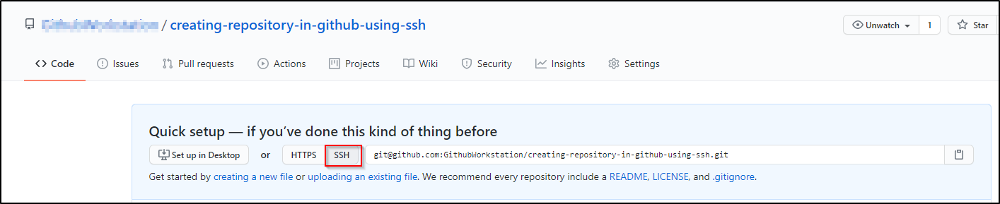 / creating-repository-in-github-using-ssh
Unwatch 1 Star
Code Issues Pull requests Actions Projects Wiki Security Insights Settings
Quick setup — if you’ve done this kind of thing before
Set up in Desktop or HTTPS SSH git@github.com:GithubWorkstation/creating-repository-in-github-using-ssh.git
Get started by creating a new file or uploading an existing file. We recommend every repository include a README, LICENSE, and .gitignore.